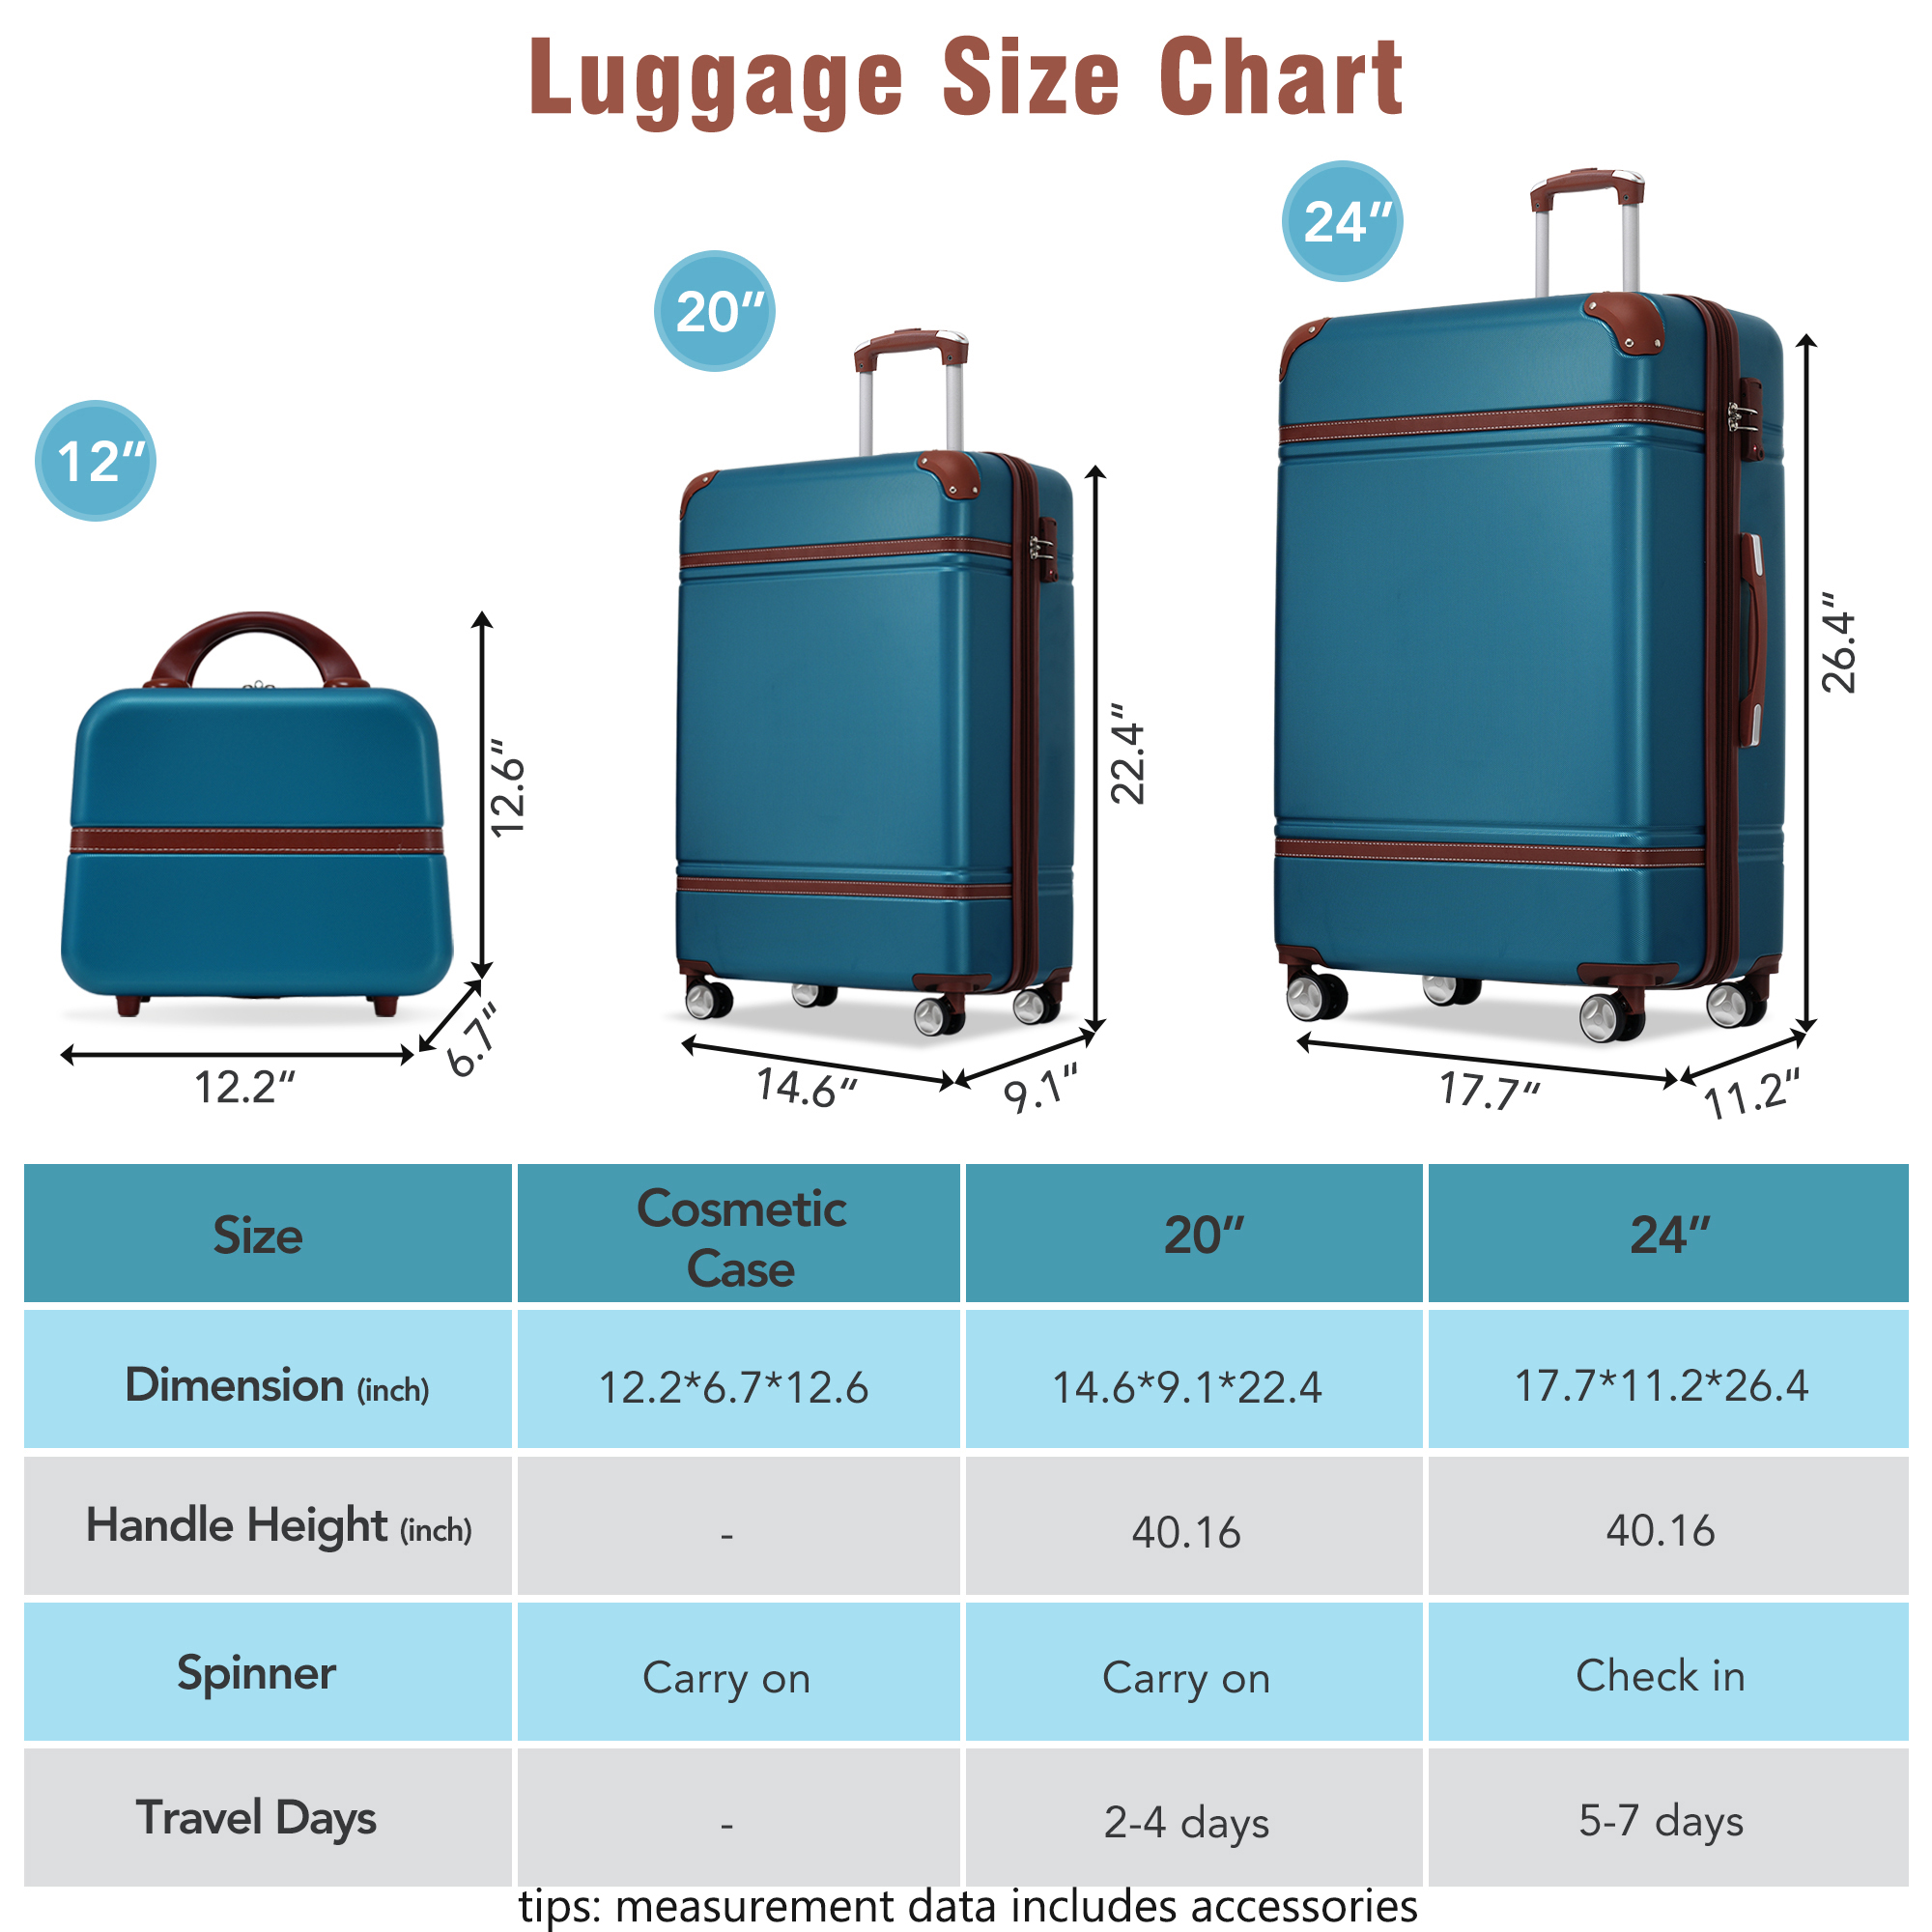 Luggage Size Chart
12”
20”
24”
12.6”
12.2”
6.7”
22.4”
14.6”
9.1”
26.4”
17.7”
11.2”
Size
Cosmetic
Case
20”
24”
Dimension (inch)
12.2*6.7*12.6
14.6*9.1*22.4
17.7*11.2*26.4
Handle Height (inch)
-
40.16
40.16
Spinner
Carry on
Carry on
Check in
Travel Days
-
2-4 days
5-7 days
tips: measurement data includes accessories